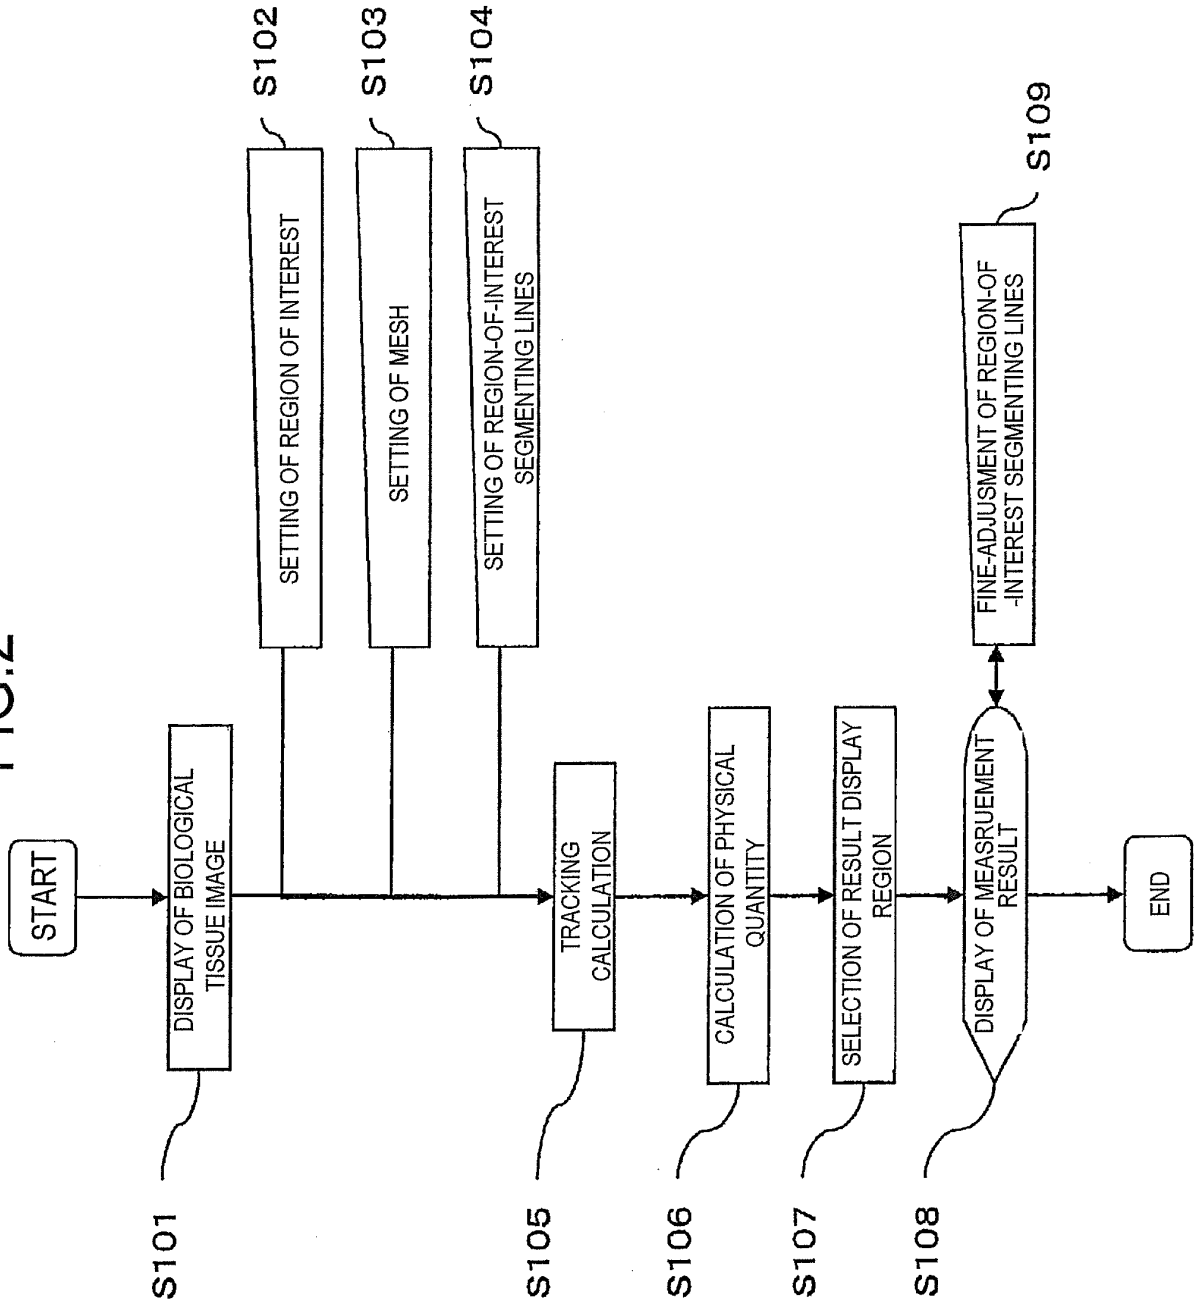 FIG.2
START
DISPLAY OF BIOLOGICAL
TISSUE IMAGE
S101
SETTING OF REGION OF INTEREST
S102
SETTING OF MESH
S103
SETTING OF REGION-OF-INTEREST
SEGMENTING LINES
S104
TRACKING
CALCULATION
S105
CALCULATION OF PHYSICAL
QUANTITY
S106
SELECTION OF RESULT DISPLAY
REGION
S107
DISPLAY OF MEASRUEMENT
RESULT
S108
FINE-ADJUSMENT OF REGION-OF
-INTEREST SEGMENTING LINES
S109
END